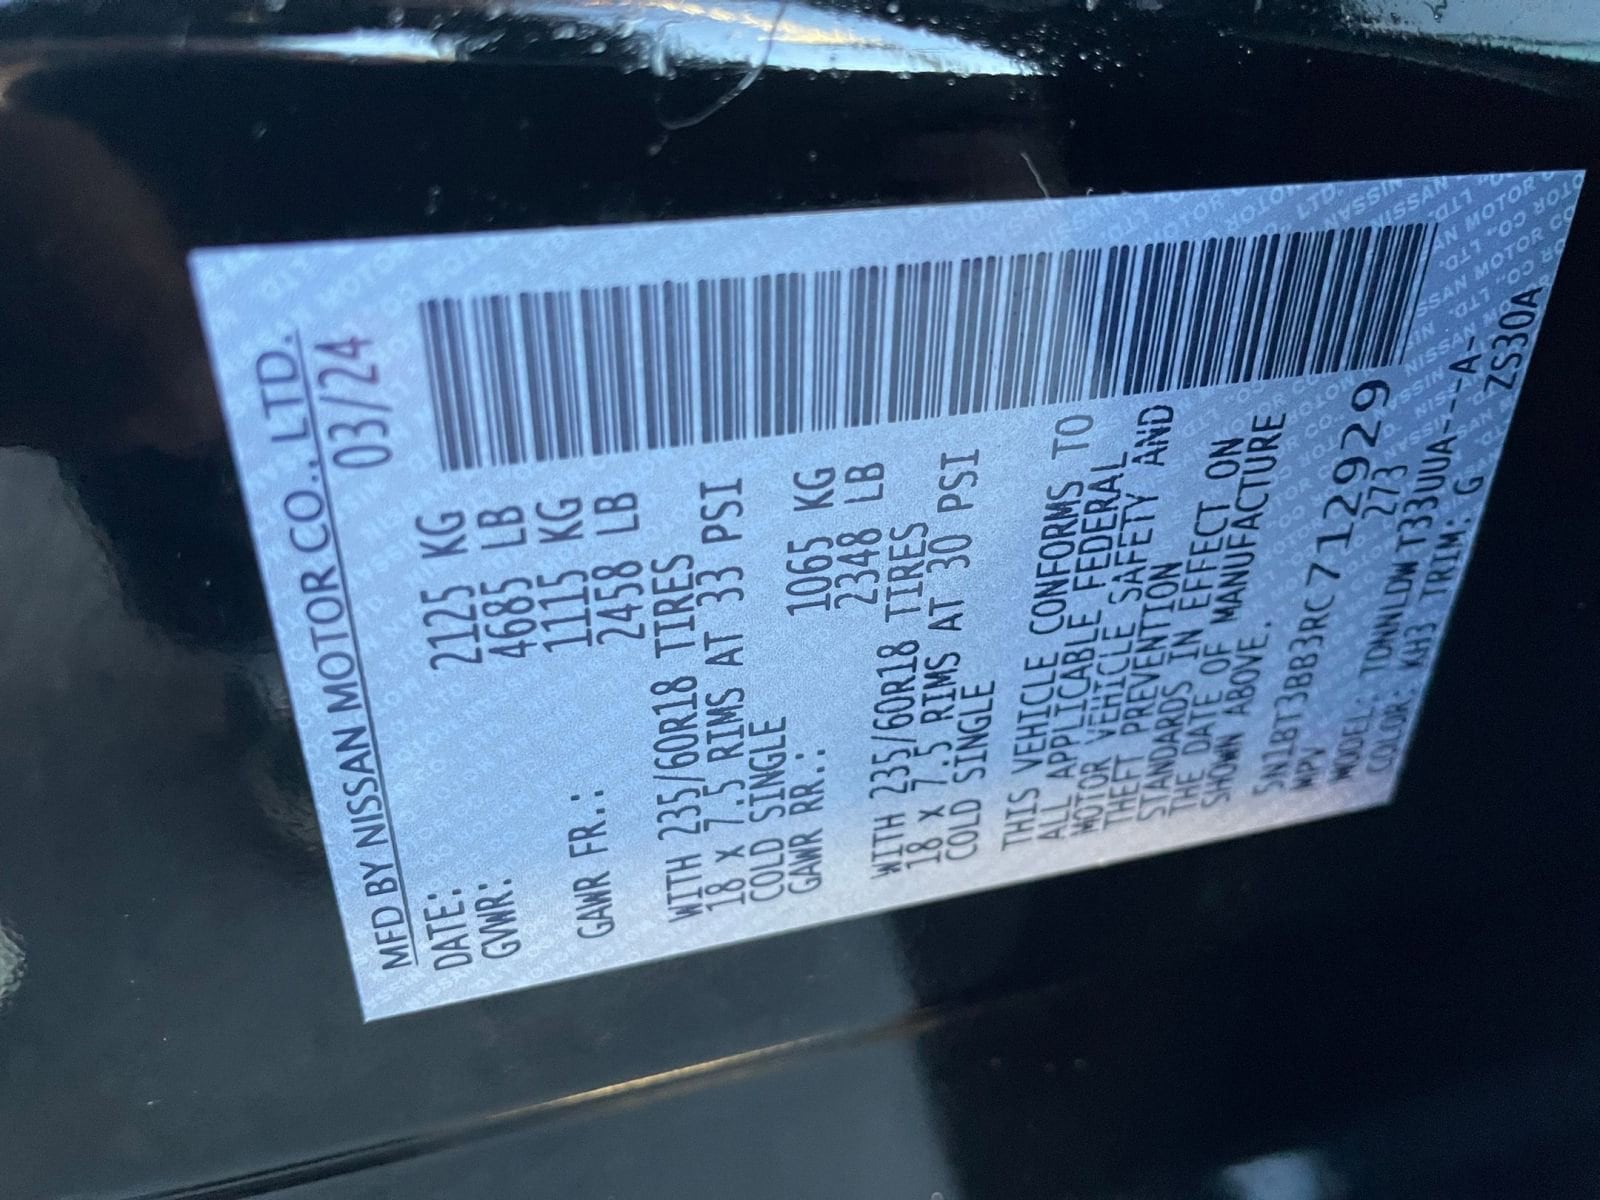 MFD BY NISSAN MOTOR CO., LTD.
DATE: 03/24
GVWR: 2125 KG
4685 LB
GAWR FR.: 1115 KG
2458 LB
WITH 235/60R18 TIRES
18 X 7.5 RIMS AT 33 PSI
COLD SINGLE
GAWR RR.: 1065 KG
2348 LB
WITH 235/60R18 TIRES
18 X 7.5 RIMS AT 30 PSI
COLD SINGLE
THIS VEHICLE CONFORMS TO
ALL APPLICABLE FEDERAL
MOTOR VEHICLE SAFETY AND
THEFT PREVENTION
STANDARDS IN EFFECT ON
THE DATE OF MANUFACTURE
SHOWN ABOVE.
5N1BT3BB3RC712929
MPV 273
MODEL: TDNNLDWT33UUA---A-
COLOR: KH3 TRIM: G ZS30A